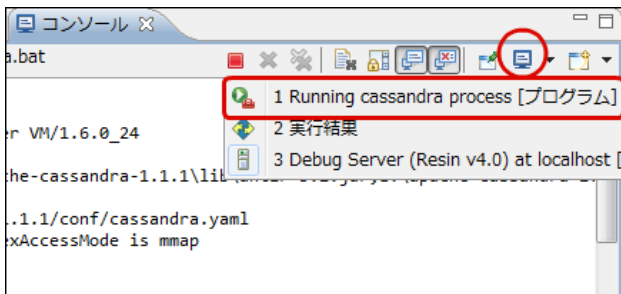 コンソール
a.bat
1 Running cassandra process [プログラム]
er VM/1.6.0_24
2 実行結果
3 Debug Server (Resin v4.0) at localhost [
he-cassandra-1.1.1\lib
.1.1/conf/cassandra.yaml
xAccessMode is mmap